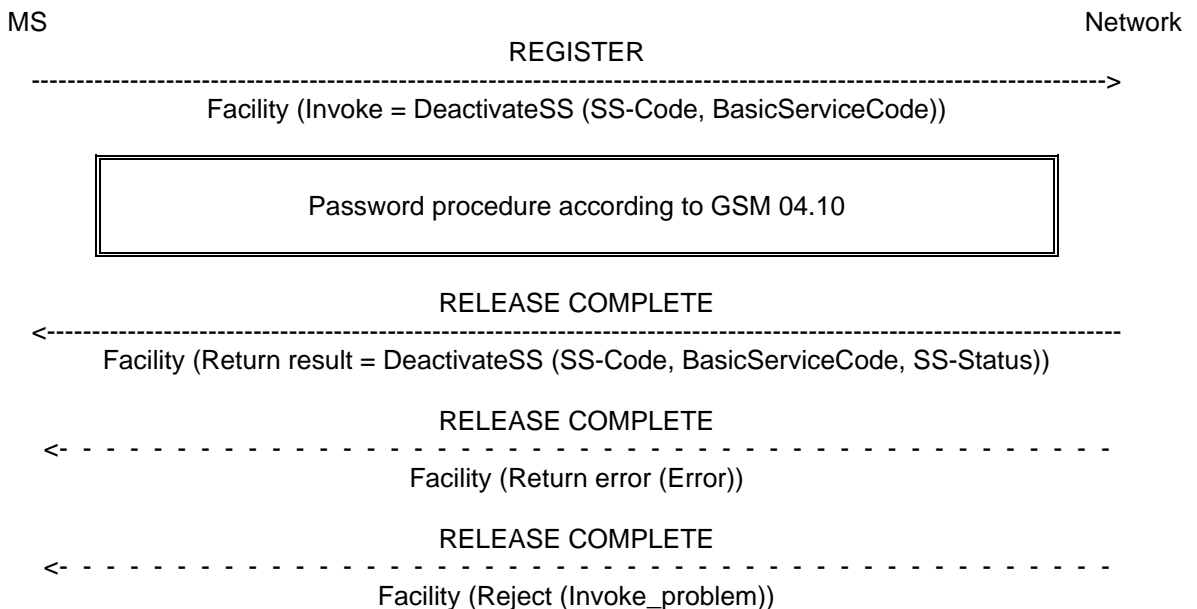 MS Network
REGISTER
Facility (Invoke = DeactivateSS (SS-Code, BasicServiceCode))
Password procedure according to GSM 04.10
RELEASE COMPLETE
Facility (Return result = DeactivateSS (SS-Code, BasicServiceCode, SS-Status))
RELEASE COMPLETE
Facility (Return error (Error))
RELEASE COMPLETE
Facility (Reject (Invoke_problem))